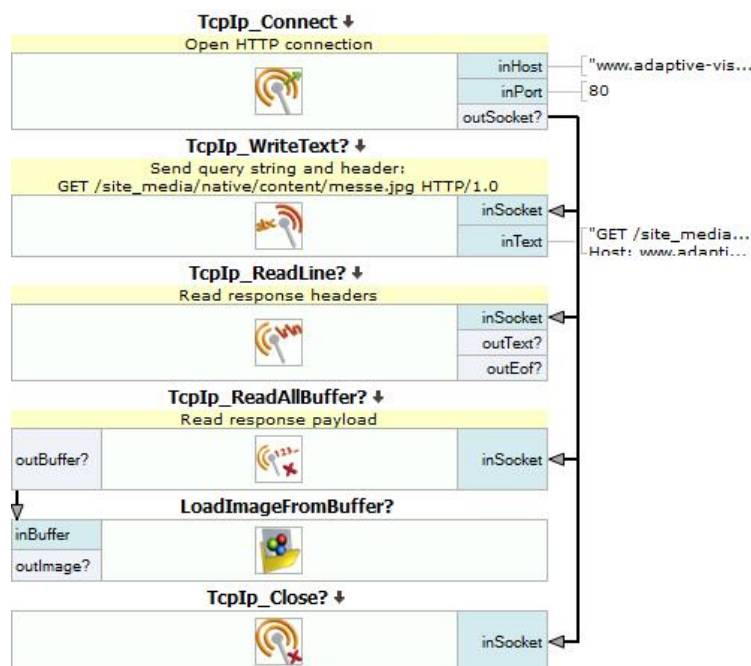 TcpIp_Connect
Open HTTP connection
inHost
"www.adaptive-vis...
inPort
80
outSocket?
TcpIp_WriteText?
Send query string and header:
GET /site_media/native/content/messe.jpg HTTP/1.0
inSocket
abc
inText
"GET /site_media...
Host: www.adapti...
TcpIp_ReadLine?
Read response headers
inSocket
outText?
outEof?
TcpIp_ReadAllBuffer?
Read response payload
outBuffer?
123...
inSocket
LoadImageFromBuffer?
inBuffer
outImage?
TcpIp_Close?
inSocket